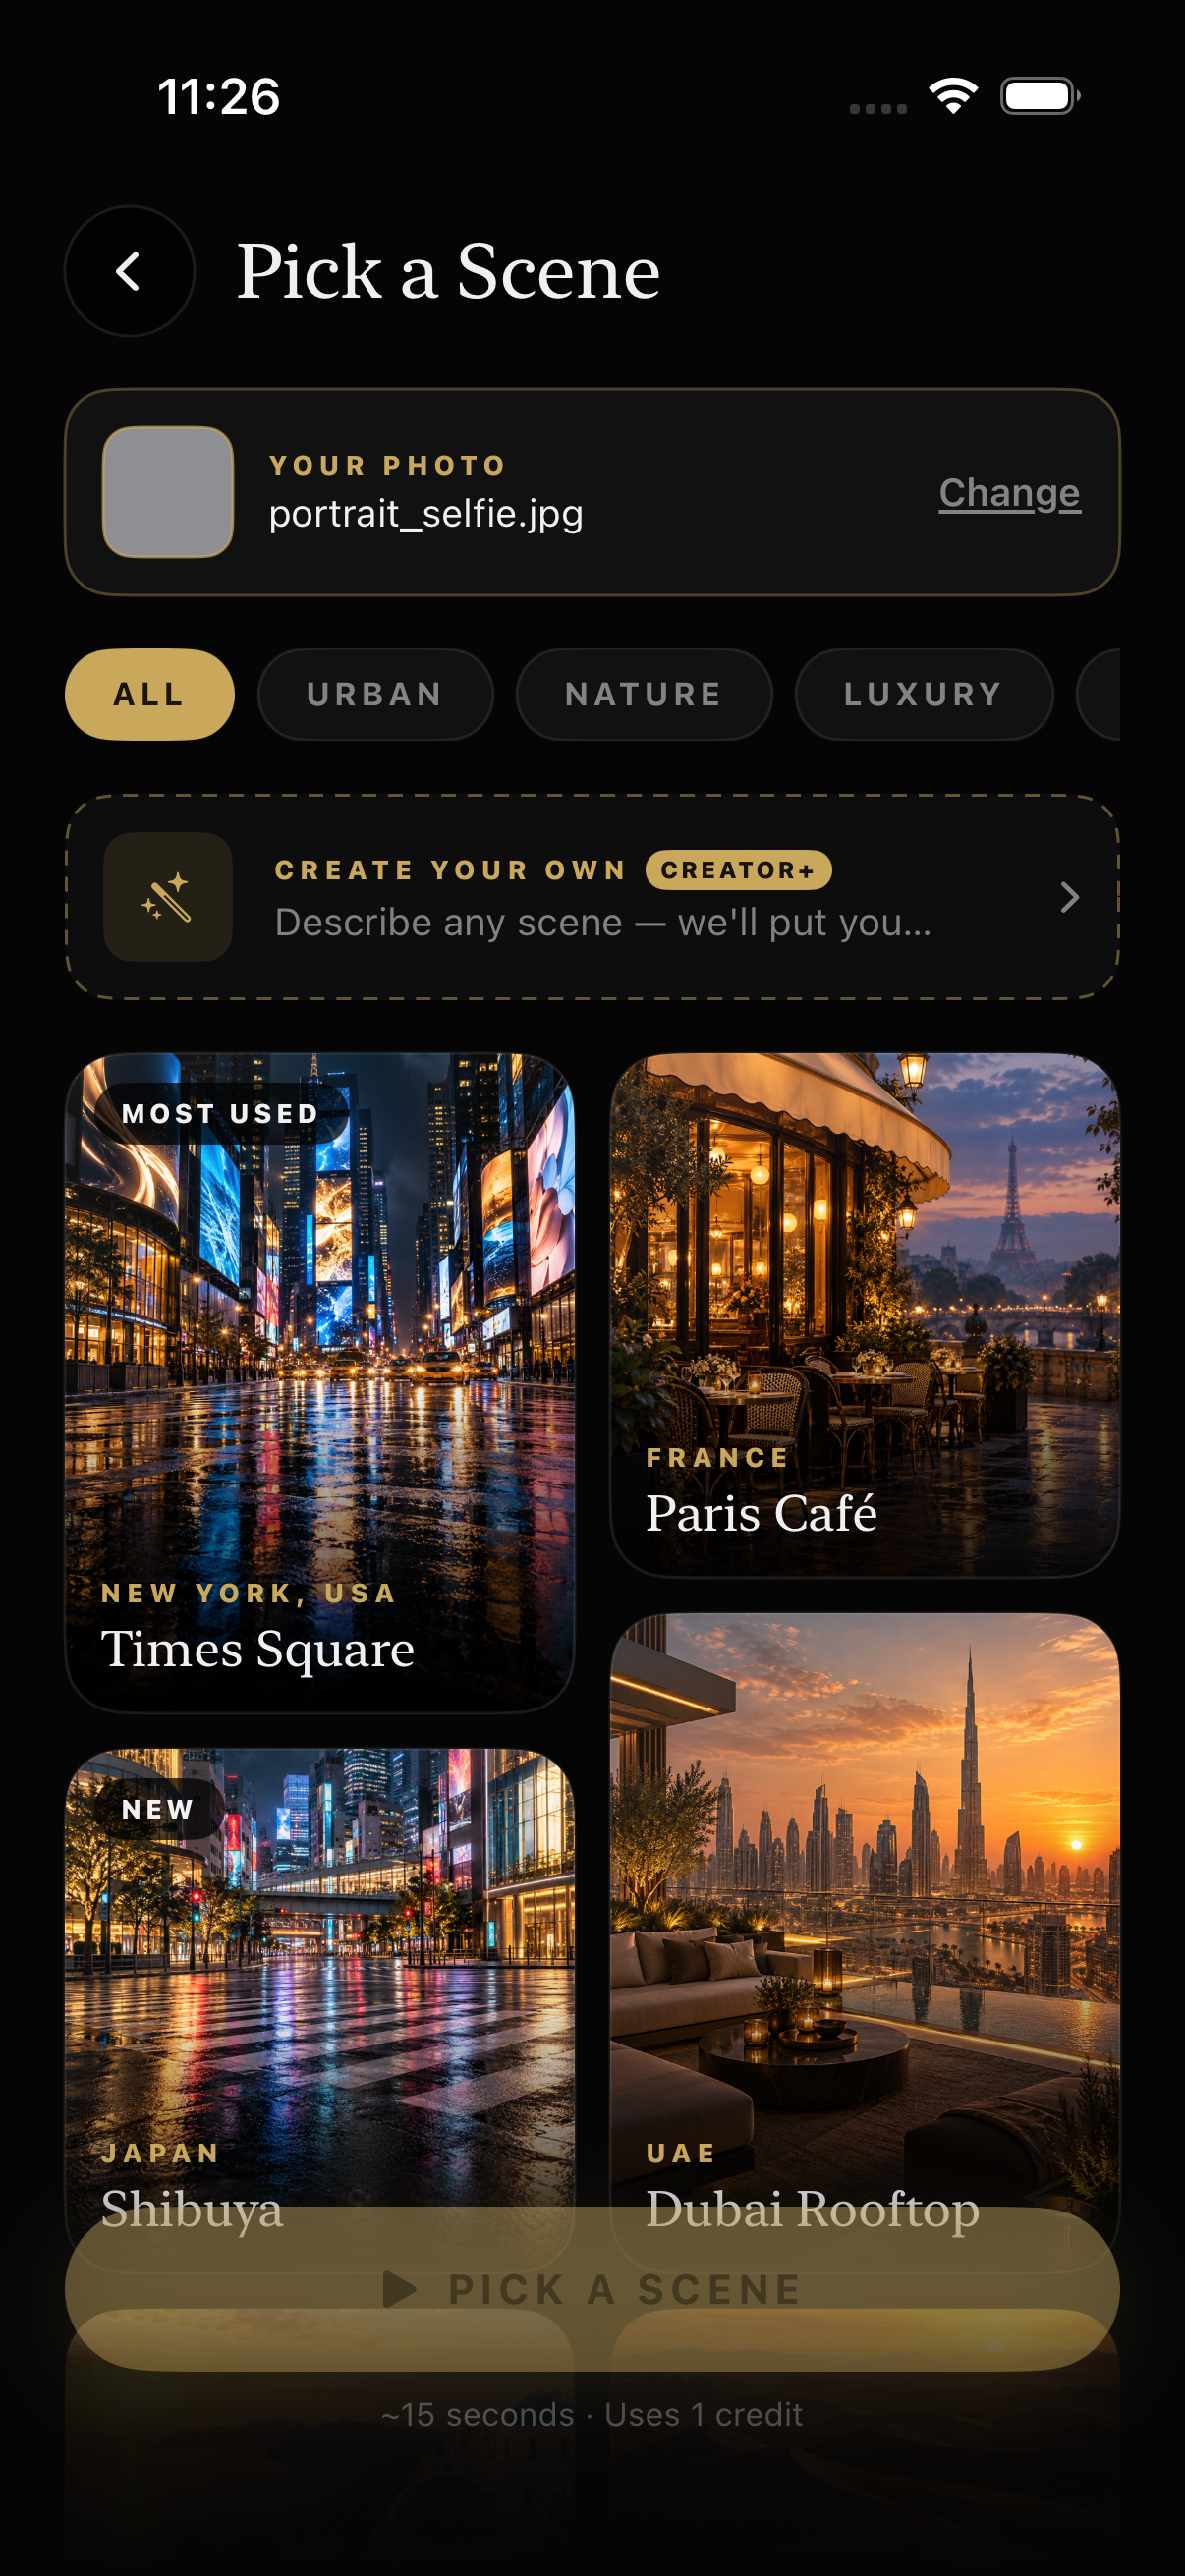 11:26
Pick a Scene
YOUR PHOTO
portrait_selfie.jpg
Change
ALL
URBAN
NATURE
LUXURY
CREATE YOUR OWN
CREATOR+
Describe any scene — we'll put you...
MOST USED
NEW YORK, USA
Times Square
FRANCE
Paris Café
NEW
JAPAN
Shibuya
UAE
Dubai Rooftop
PICK A SCENE
~15 seconds · Uses 1 credit